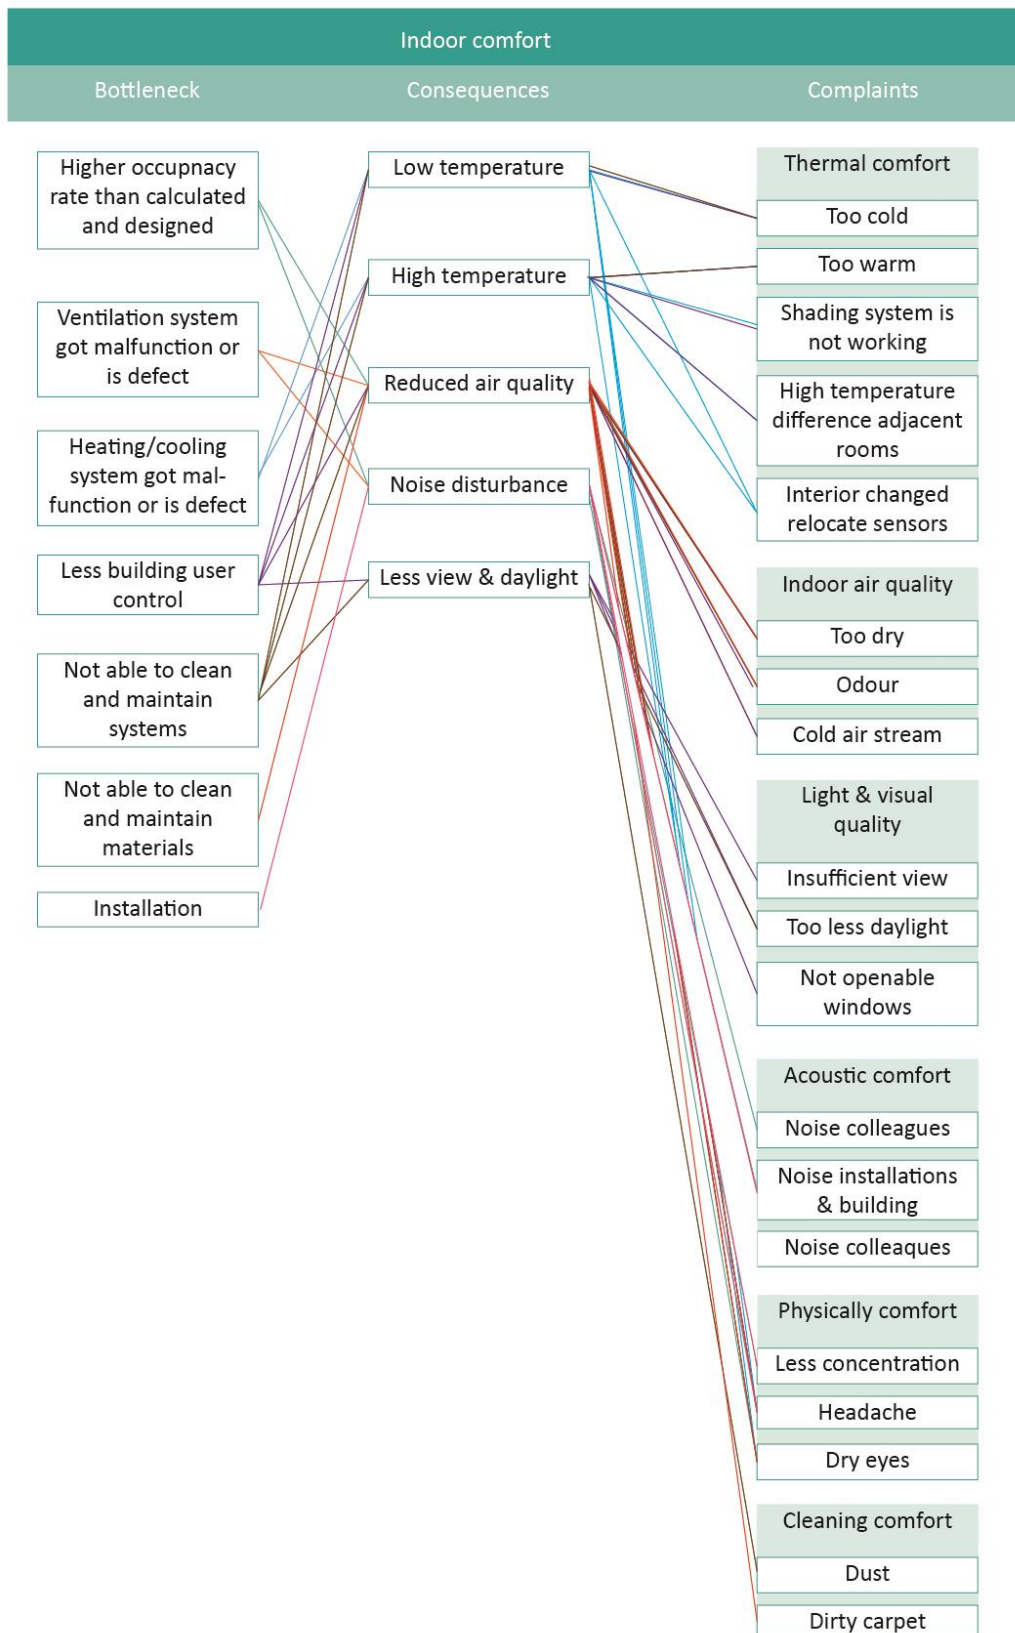 Indoor comfort
Bottleneck
Consequences
Complaints
Higher occupnacy
rate than calculated
and designed
Ventilation system
got malfunction or
is defect
Heating/cooling
system got mal-
function or is defect
Less building user
control
Not able to clean
and maintain
systems
Not able to clean
and maintain
materials
Installation
Low temperature
High temperature
Reduced air quality
Noise disturbance
Less view & daylight
Thermal comfort
Too cold
Too warm
Shading system is
not working
High temperature
difference adjacent
rooms
Interior changed
relocate sensors
Indoor air quality
Too dry
Odour
Cold air stream
Light & visual
quality
Insufficient view
Too less daylight
Not openable
windows
Acoustic comfort
Noise colleagues
Noise installations
& building
Noise colleaques
Physically comfort
Less concentration
Headache
Dry eyes
Cleaning comfort
Dust
Dirty carpet